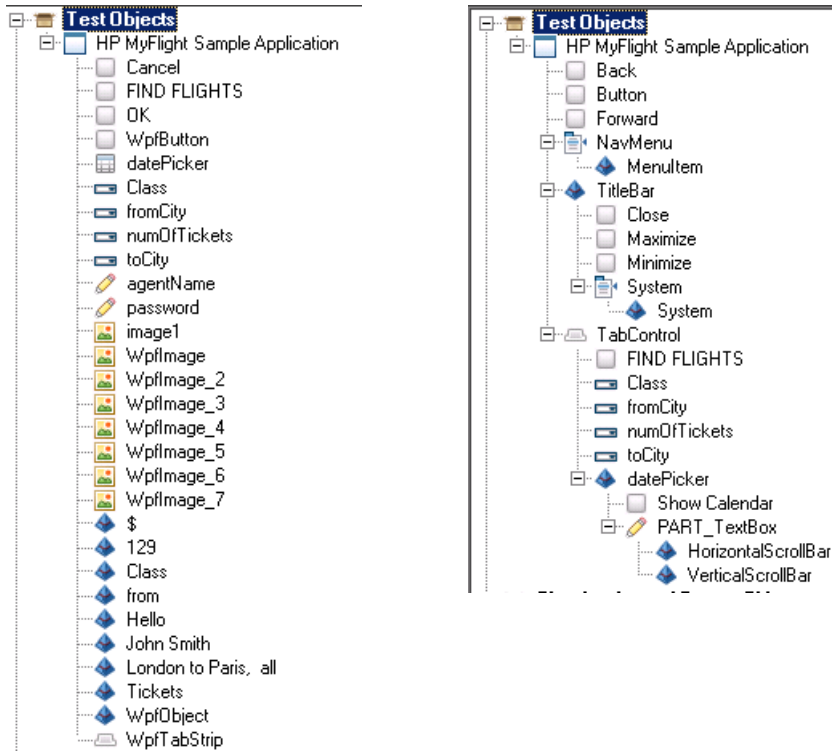 Test Objects
HP MyFlight Sample Application
Cancel
FIND FLIGHTS
OK
WpfButton
datePicker
Class
fromCity
numOfTickets
toCity
agentName
password
image1
WpfImage
WpfImage_2
WpfImage_3
WpfImage_4
WpfImage_5
WpfImage_6
WpfImage_7
$
129
Class
from
Hello
John Smith
London to Paris, all
Tickets
WpfObject
WpfTabStrip
Test Objects
HP MyFlight Sample Application
Back
Button
Forward
NavMenu
MenuItem
TitleBar
Close
Maximize
Minimize
System
System
TabControl
FIND FLIGHTS
Class
fromCity
numOfTickets
toCity
datePicker
Show Calendar
PART_TextBox
HorizontalScrollBar
VerticalScrollBar